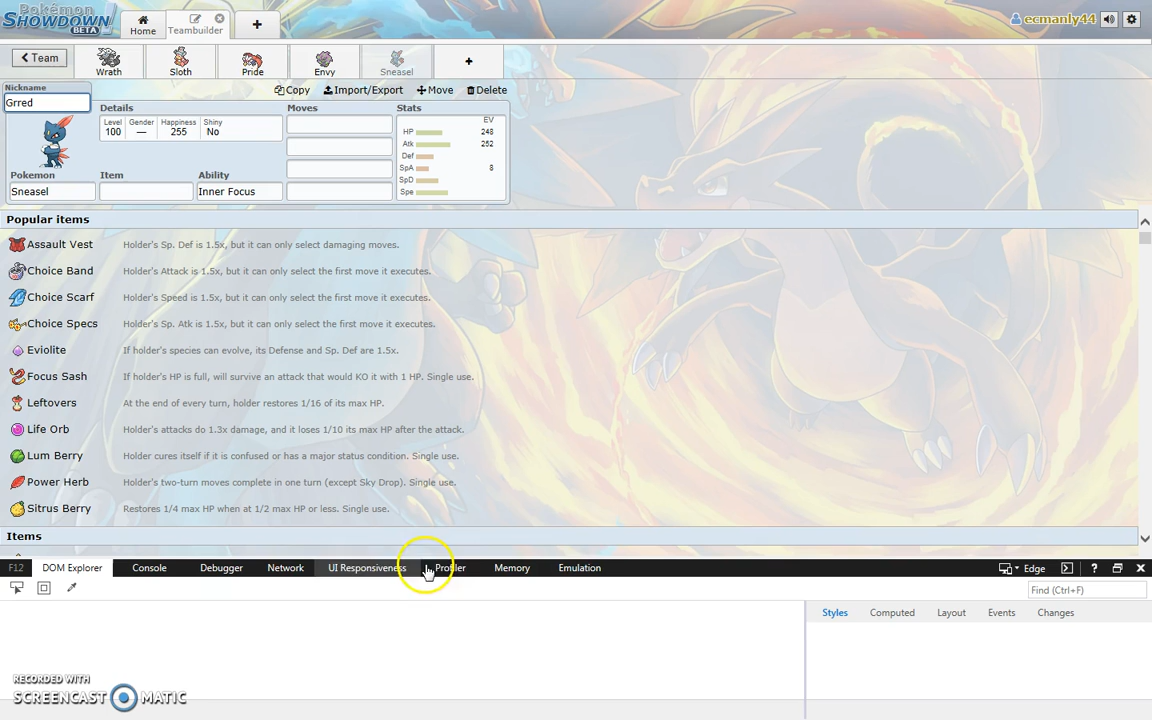 Pokémon
SHOWDOWN
BETA
Home
Teambuilder
+
ecmanly44
< Team
Wrath
Sloth
Pride
Envy
Sneasel
+
Copy Import/Export Move Delete
Nickname
Grred
Details
Level Gender Happiness Shiny
100 — 255 No
Moves
Stats
EV
HP 248
Atk 252
Def
SpA 8
SpD
Spe
Pokemon Item Ability
Sneasel Inner Focus
Popular items
Assault Vest Holder's Sp. Def is 1.5x, but it can only select damaging moves.
Choice Band Holder's Attack is 1.5x, but it can only select the first move it executes.
Choice Scarf Holder's Speed is 1.5x, but it can only select the first move it executes.
Choice Specs Holder's Sp. Atk is 1.5x, but it can only select the first move it executes.
Eviolite If holder's species can evolve, its Defense and Sp. Def are 1.5x.
Focus Sash If holder's HP is full, will survive an attack that would KO it with 1 HP. Single use.
Leftovers At the end of every turn, holder restores 1/16 of its max HP.
Life Orb Holder's attacks do 1.3x damage, and it loses 1/10 its max HP after the attack.
Lum Berry Holder cures itself if it is confused or has a major status condition. Single use.
Power Herb Holder's two-turn moves complete in one turn (except Sky Drop). Single use.
Sitrus Berry Restores 1/4 max HP when at 1/2 max HP or less. Single use.
Items
F12 DOM Explorer Console Debugger Network UI Responsiveness Profiler Memory Emulation Edge ?
Find (Ctrl+F)
Styles Computed Layout Events Changes
RECORDED WITH
SCREENCAST MATIC